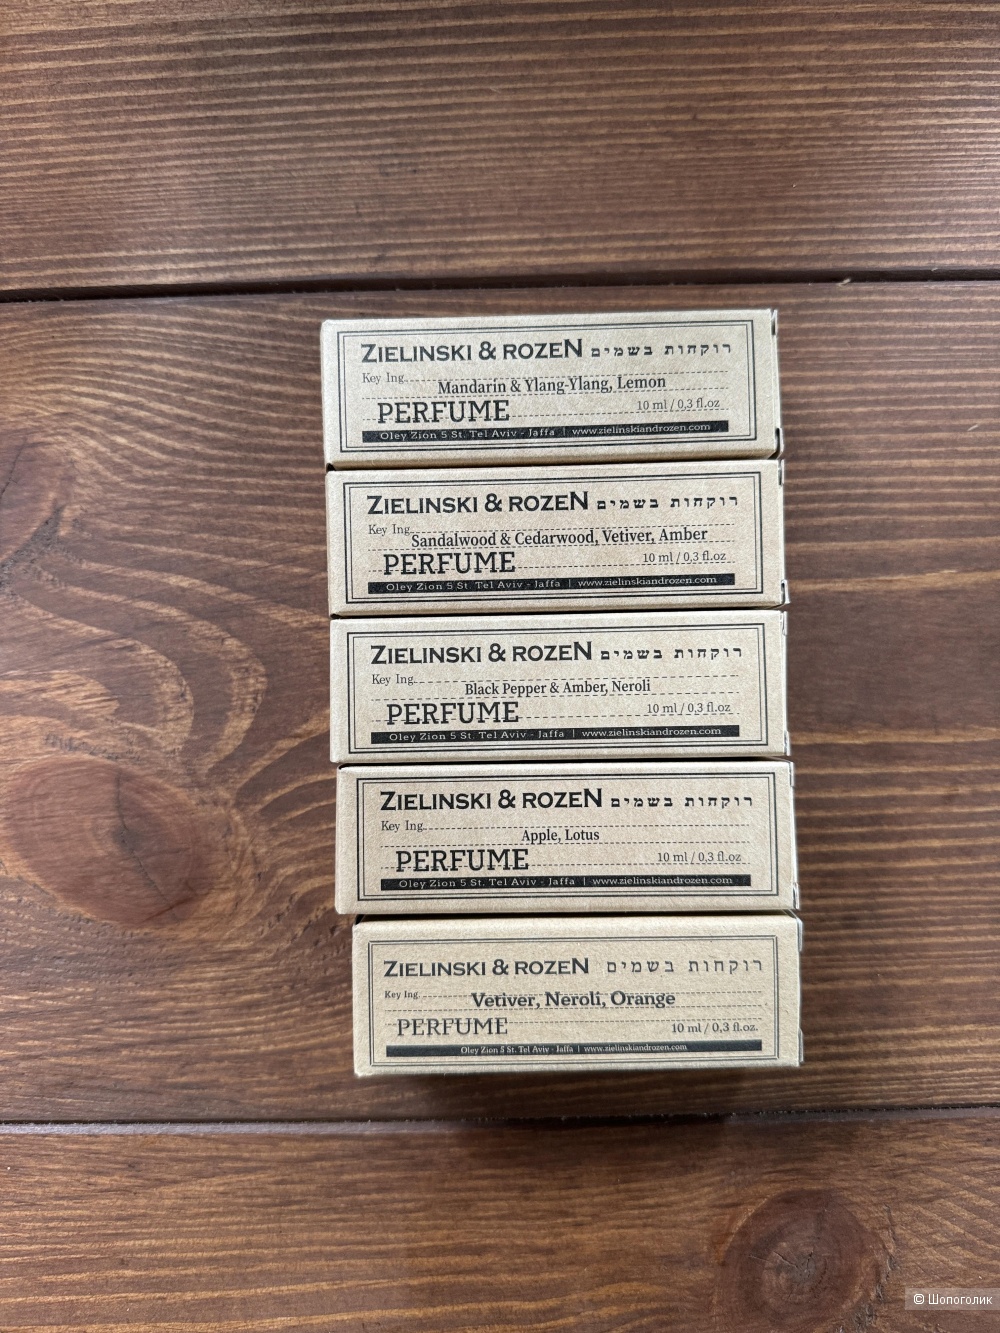 ZIELINSKI & ROZEN רוקחות בשמים
Key Ing. Mandarin & Ylang-Ylang, Lemon
PERFUME 10 ml / 0,3 fl.oz
Oley Zion 5 St. Tel Aviv - Jaffa | www.zielinskiandrozen.com
ZIELINSKI & ROZEN רוקחות בשמים
Key Ing. Sandalwood & Cedarwood, Vetiver, Amber
PERFUME 10 ml / 0,3 fl.oz
Oley Zion 5 St. Tel Aviv - Jaffa | www.zielinskiandrozen.com
ZIELINSKI & ROZEN רוקחות בשמים
Key Ing. Black Pepper & Amber, Neroli
PERFUME 10 ml / 0,3 fl.oz
Oley Zion 5 St. Tel Aviv - Jaffa | www.zielinskiandrozen.com
ZIELINSKI & ROZEN רוקחות בשמים
Key Ing. Apple, Lotus
PERFUME 10 ml / 0,3 fl.oz
Oley Zion 5 St. Tel Aviv - Jaffa | www.zielinskiandrozen.com
ZIELINSKI & ROZEN רוקחות בשמים
Key Ing. Vetiver, Neroli, Orange
PERFUME 10 ml / 0,3 fl.oz.
Oley Zion 5 St. Tel Aviv - Jaffa | www.zielinskiandrozen.com
© Шопоголик